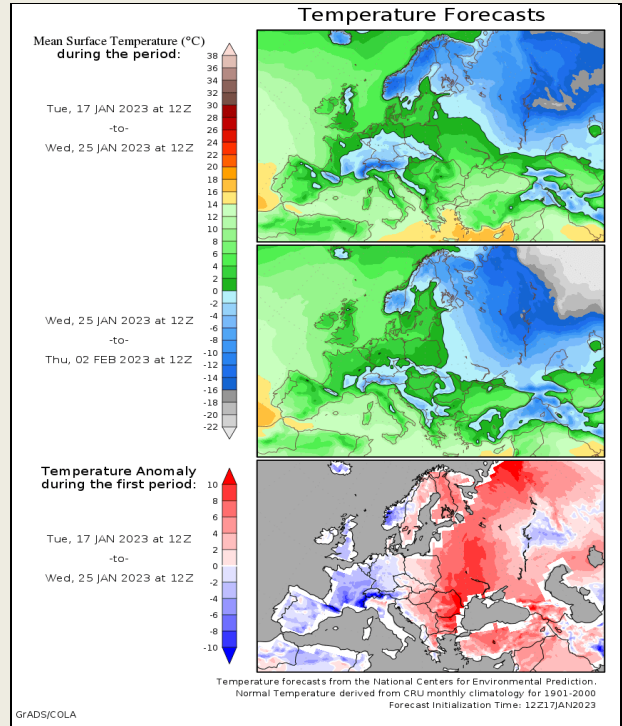 Temperature Forecasts
Mean Surface Temperature (°C)
during the period:
Tue, 17 JAN 2023 at 12Z
-to-
Wed, 25 JAN 2023 at 12Z
38
36
34
32
30
28
26
24
22
20
18
16
14
12
10
8
6
4
2
0
-2
-4
-6
-8
-10
-12
-14
-16
-18
-20
-22
Wed, 25 JAN 2023 at 12Z
-to-
Thu, 02 FEB 2023 at 12Z
Temperature Anomaly
during the first period:
Tue, 17 JAN 2023 at 12Z
-to-
Wed, 25 JAN 2023 at 12Z
10
8
6
4
2
0
-2
-4
-6
-8
-10
Temperature forecasts from the National Centers for Environmental Prediction.
Normal Temperature derived from CRU monthly climatology for 1901-2000
Forecast Initialization Time: 12Z17JAN2023
GrADS/COLA